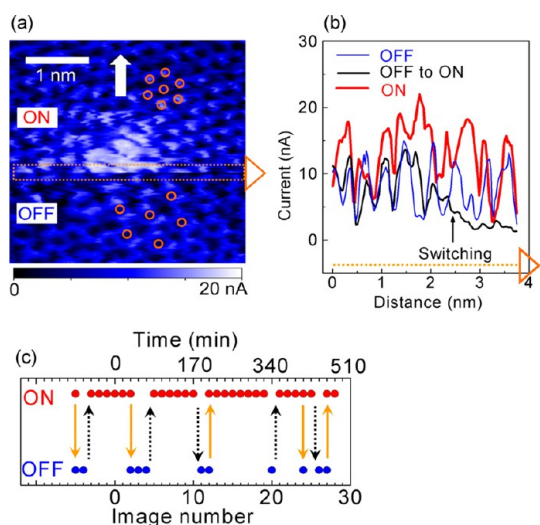 (a)
1 nm
ON
OFF
0
20 nA
(b)
OFF
OFF to ON
ON
30
20
10
0
Current (nA)
Switching
0
1
2
3
4
Distance (nm)
(c)
Time (min)
0
170
340
510
ON
OFF
0
10
20
30
Image number